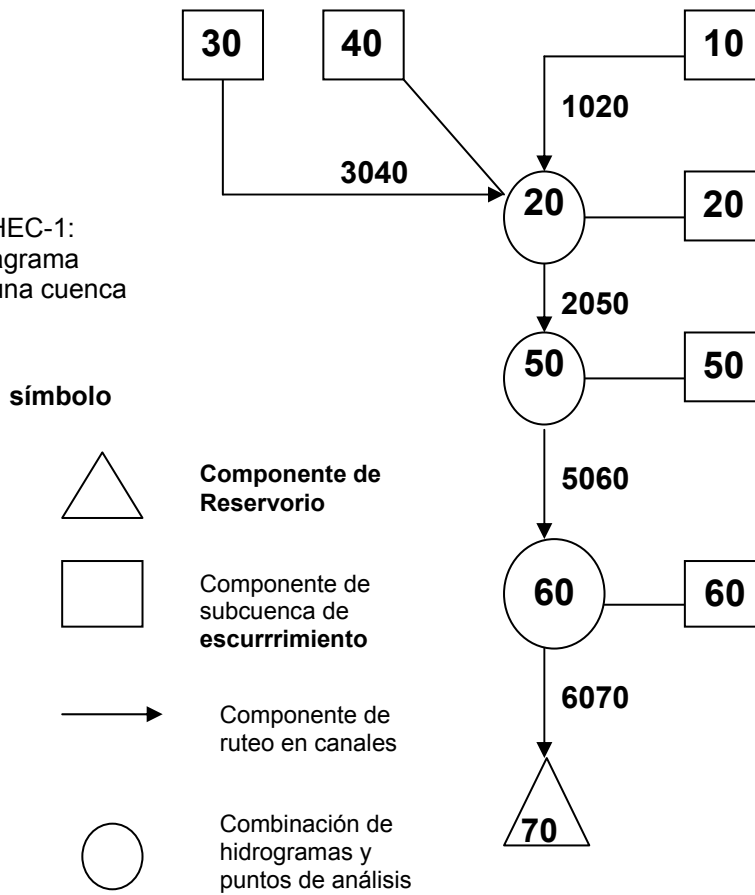 30
40
10
1020
3040
20
20
HEC-1:
agrama
una cuenca
2050
50
50
símbolo
Componente de
Reservorio
5060
Componente de
subcuenca de
escurrrimiento
60
60
6070
Componente de
ruteo en canales
70
Combinación de
hidrogramas y
puntos de análisis